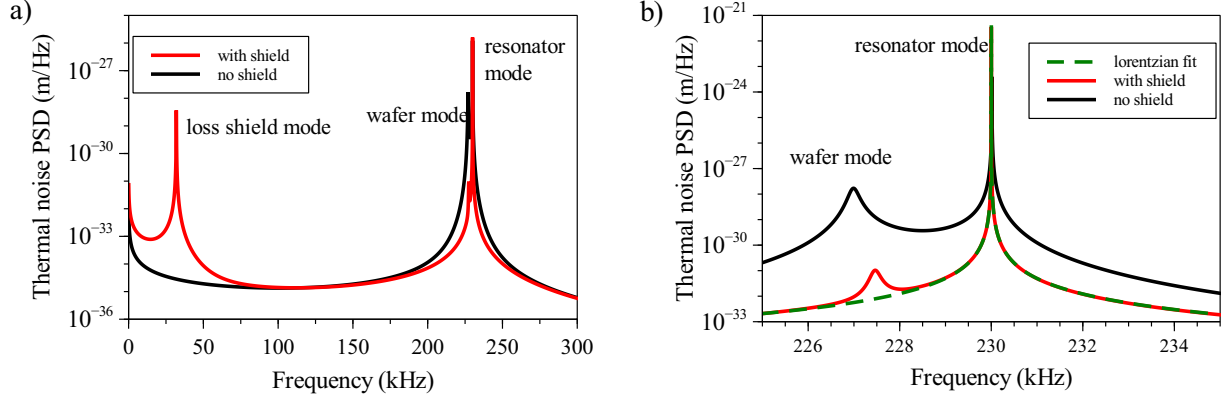 a)
Thermal noise PSD (m/Hz)
10⁻²⁷
10⁻³⁰
10⁻³³
10⁻³⁶
with shield
no shield
resonator
mode
wafer mode
loss shield mode
0
50
100
150
200
250
300
Frequency (kHz)
b)
Thermal noise PSD (m/Hz)
10⁻²¹
10⁻²⁴
10⁻²⁷
10⁻³⁰
10⁻³³
resonator mode
lorentzian fit
with shield
no shield
wafer mode
226
228
230
232
234
Frequency (kHz)